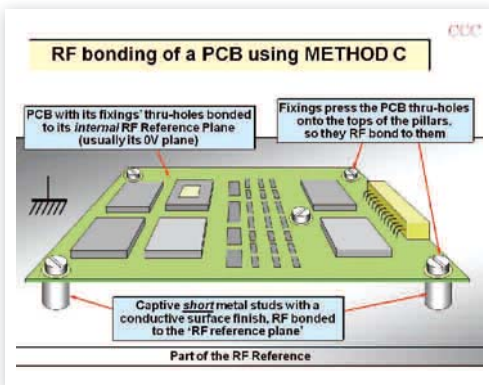 CCC
RF bonding of a PCB using METHOD C
PCB with its fixings' thru-holes bonded
to its internal RF Reference Plane
(usually its 0V plane)
Fixings press the PCB thru-holes
onto the tops of the pillars,
so they RF bond to them
Captive short metal studs with a
conductive surface finish, RF bonded
to the 'RF reference plane'
Part of the RF Reference